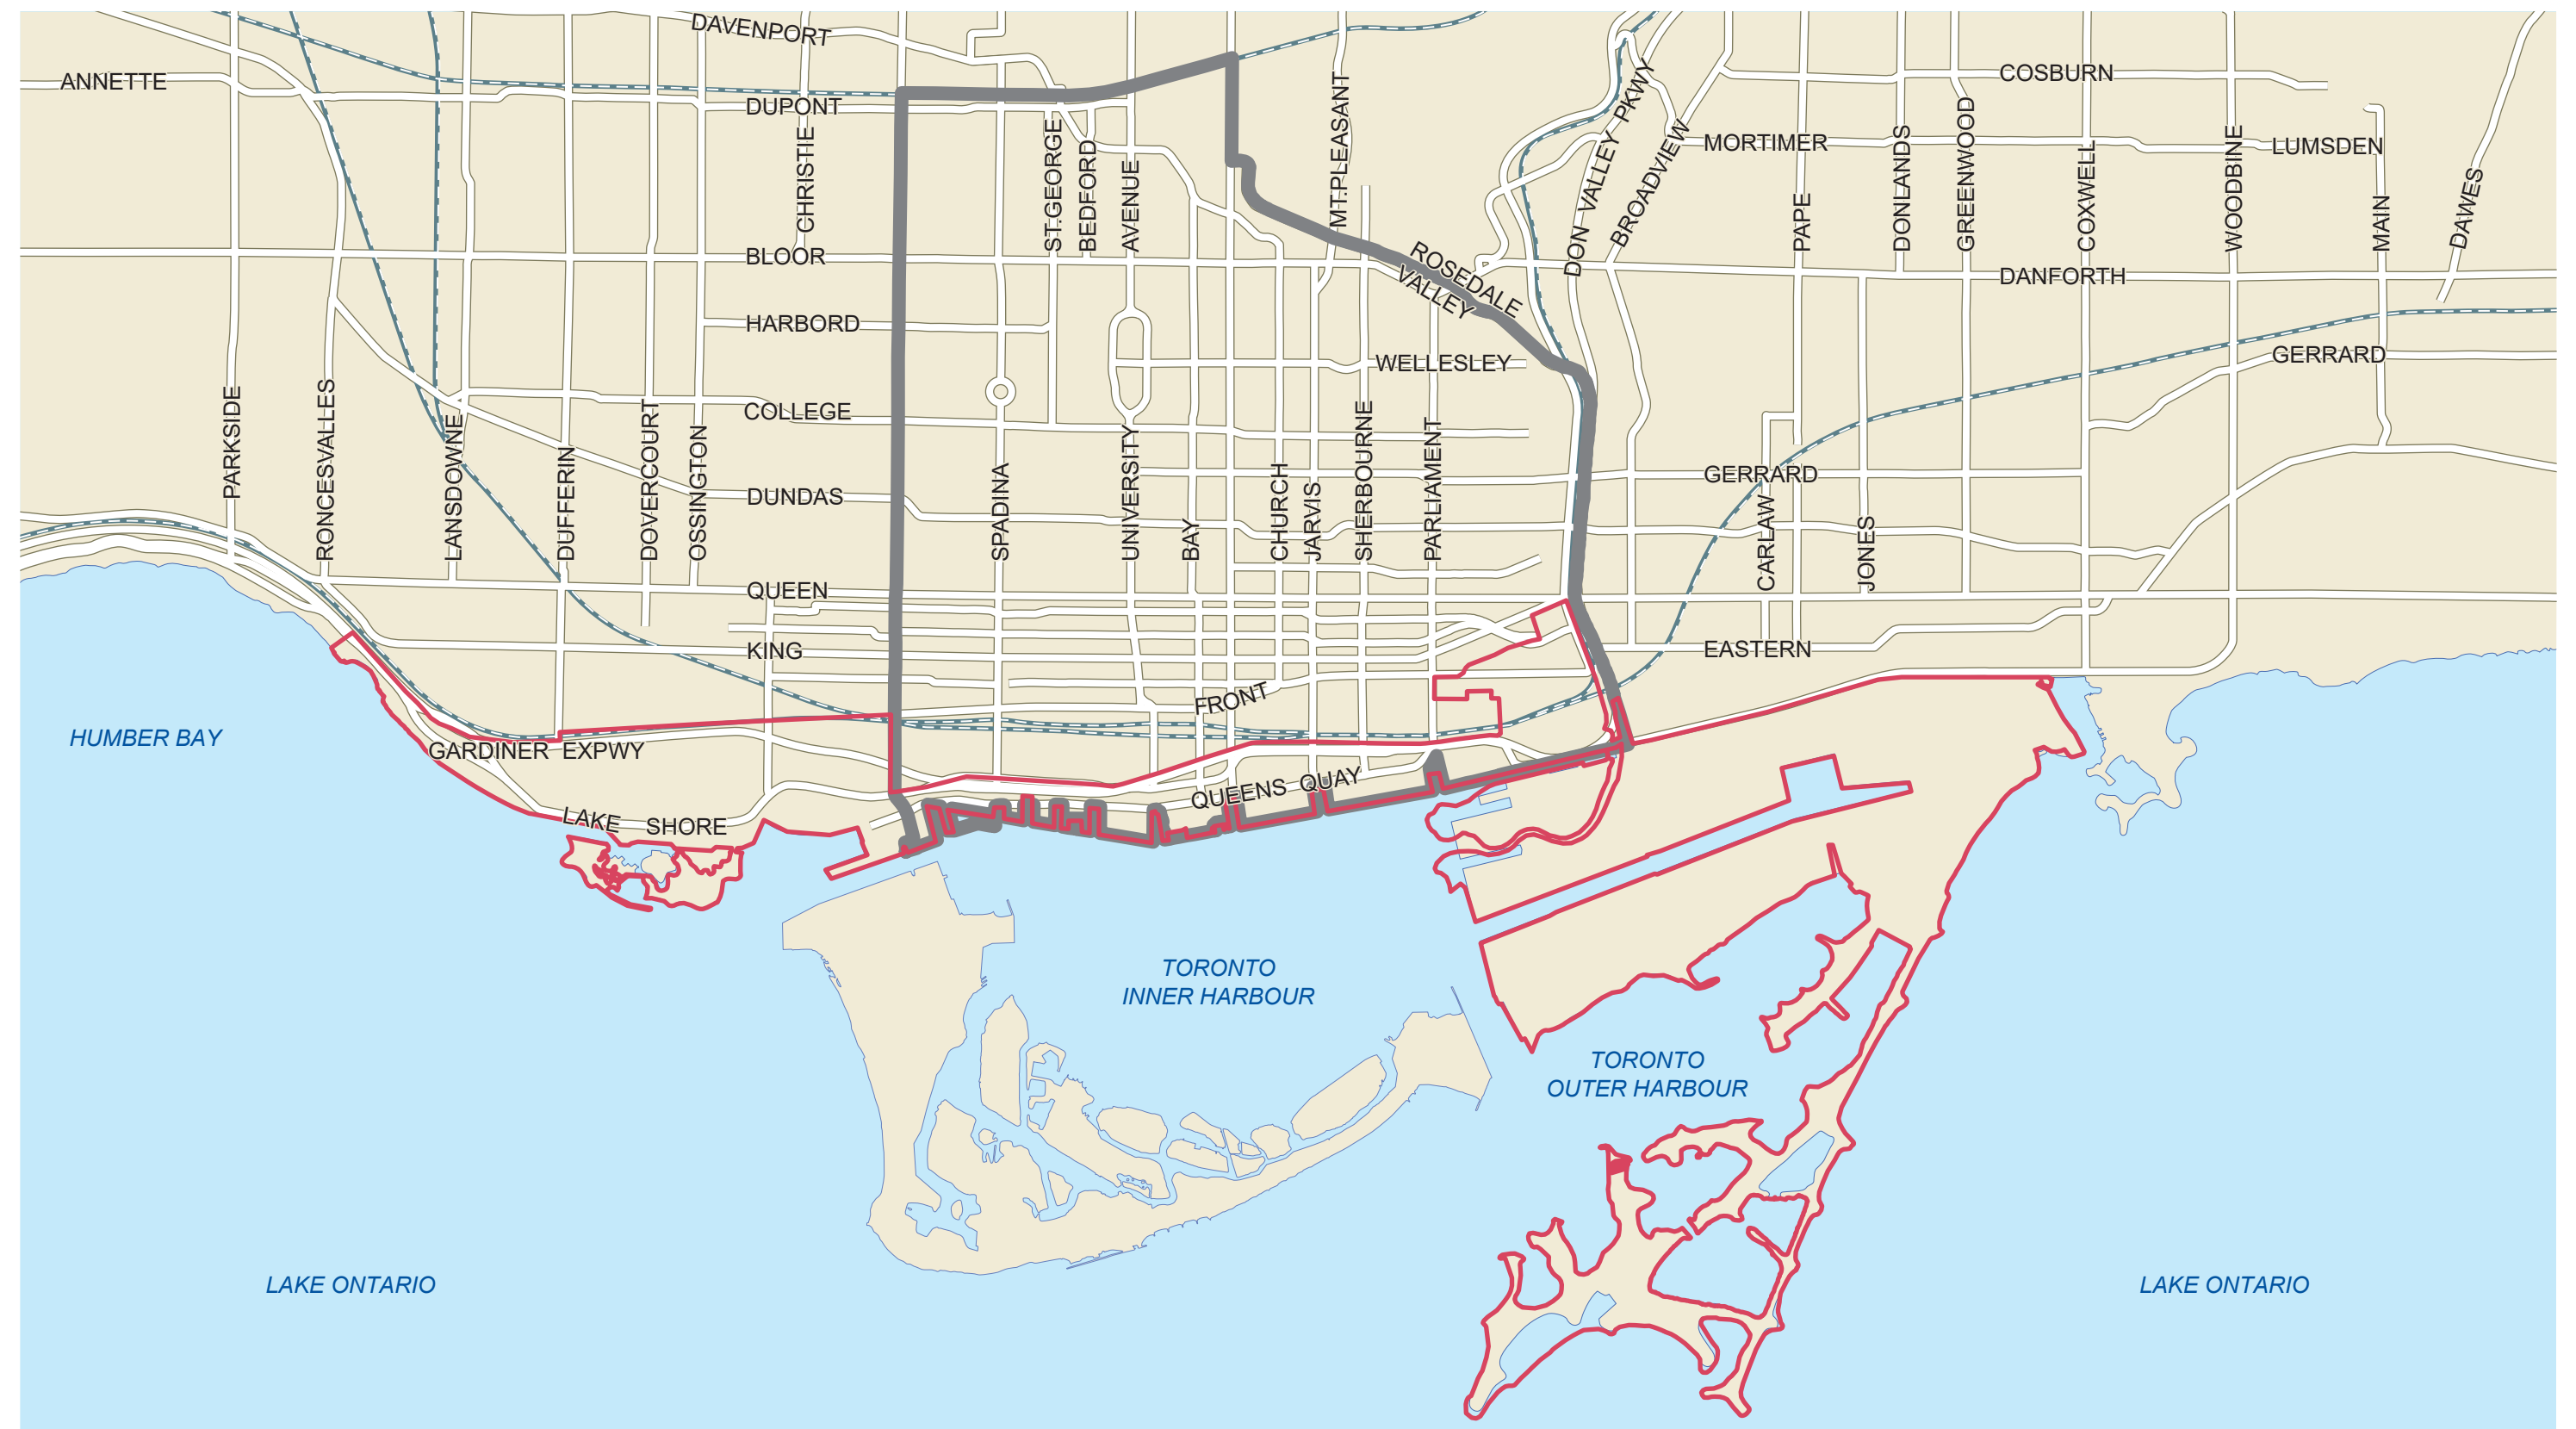 DAVENPORT
ANNETTE
DUPONT
CHRISTIE
ST.GEORGE
BEDFORD
AVENUE
MT.PLEASANT
DON VALLEY PKWY
BROADVIEW
COSBURN
MORTIMER
LUMSDEN
PAPE
DONLANDS
GREENWOOD
COXWELL
WOODBINE
MAIN
DAWES
BLOOR
DANFORTH
ROSEDALE
VALLEY
HARBORD
WELLESLEY
GERRARD
PARKSIDE
RONCESVALLES
LANSDOWNE
DUFFERIN
DOVERCOURT
OSSINGTON
COLLEGE
DUNDAS
SPADINA
UNIVERSITY
BAY
CHURCH
JARVIS
SHERBOURNE
PARLIAMENT
GERRARD
CARLAW
JONES
QUEEN
KING
EASTERN
FRONT
HUMBER BAY
GARDINER EXPWY
QUEENS QUAY
LAKE SHORE
TORONTO
INNER HARBOUR
TORONTO
OUTER HARBOUR
LAKE ONTARIO
LAKE ONTARIO